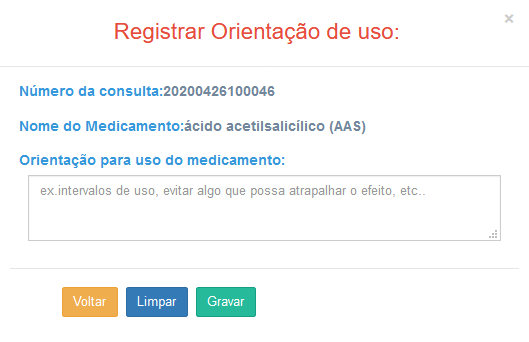 ×
Registrar Orientação de uso:
Número da consulta:20200426100046
Nome do Medicamento:ácido acetilsalicílico (AAS)
Orientação para uso do medicamento:
ex.intervalos de uso, evitar algo que possa atrapalhar o efeito, etc..
Voltar Limpar Gravar